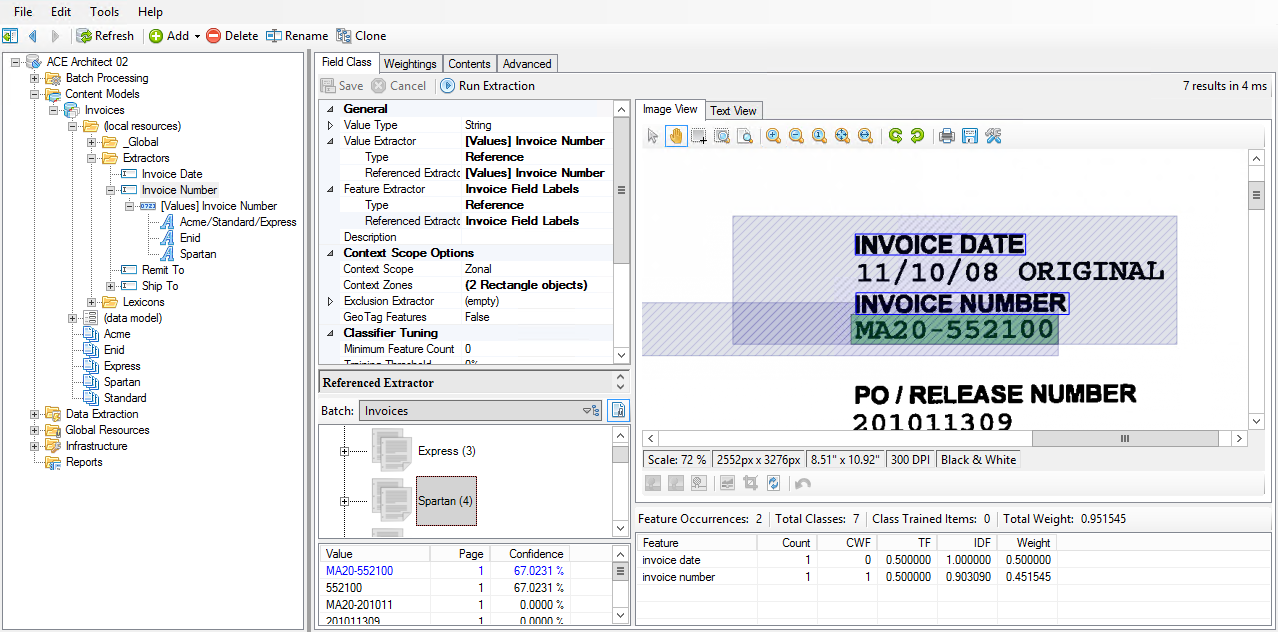 File Edit Tools Help
Refresh Add Delete Rename Clone
ACE Architect 02
Batch Processing
Content Models
Invoices
(local resources)
_Global
Extractors
Invoice Date
Invoice Number
0723 [Values] Invoice Number
Acme/Standard/Express
Enid
Spartan
Remit To
Ship To
Lexicons
(data model)
Acme
Enid
Express
Spartan
Standard
Data Extraction
Global Resources
Infrastructure
Reports
Field Class Weightings Contents Advanced
Save Cancel Run Extraction
7 results in 4 ms
General
Value Type String
Value Extractor [Values] Invoice Number
Type Reference
Referenced Extracto [Values] Invoice Number
Feature Extractor Invoice Field Labels
Type Reference
Referenced Extracto Invoice Field Labels
Description
Context Scope Options
Context Scope Zonal
Context Zones (2 Rectangle objects)
Exclusion Extractor (empty)
GeoTag Features False
Classifier Tuning
Minimum Feature Count 0
Training Threshold 0%
Referenced Extractor
Batch: Invoices
Express (3)
Spartan (4)
Value Page Confidence
MA20-552100 1 67.0231 %
552100 1 67.0231 %
MA20-201011 1 0.0000 %
201011309 1 0.0000 %
Image View Text View
INVOICE DATE
11/10/08 ORIGINAL
INVOICE NUMBER
MA20-552100
PO / RELEASE NUMBER
201011309
Scale: 72 % 2552px x 3276px 8.51" x 10.92" 300 DPI Black & White
Feature Occurrences: 2 Total Classes: 7 Class Trained Items: 0 Total Weight: 0.951545
Feature Count CWF TF IDF Weight
invoice date 1 0 0.500000 1.000000 0.500000
invoice number 1 1 0.500000 0.903090 0.451545